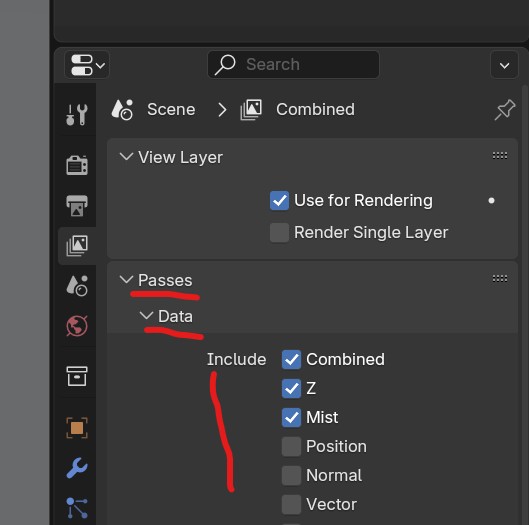 Search
Scene > Combined
View Layer
Use for Rendering
Render Single Layer
Passes
Data
Include Combined
Z
Mist
Position
Normal
Vector